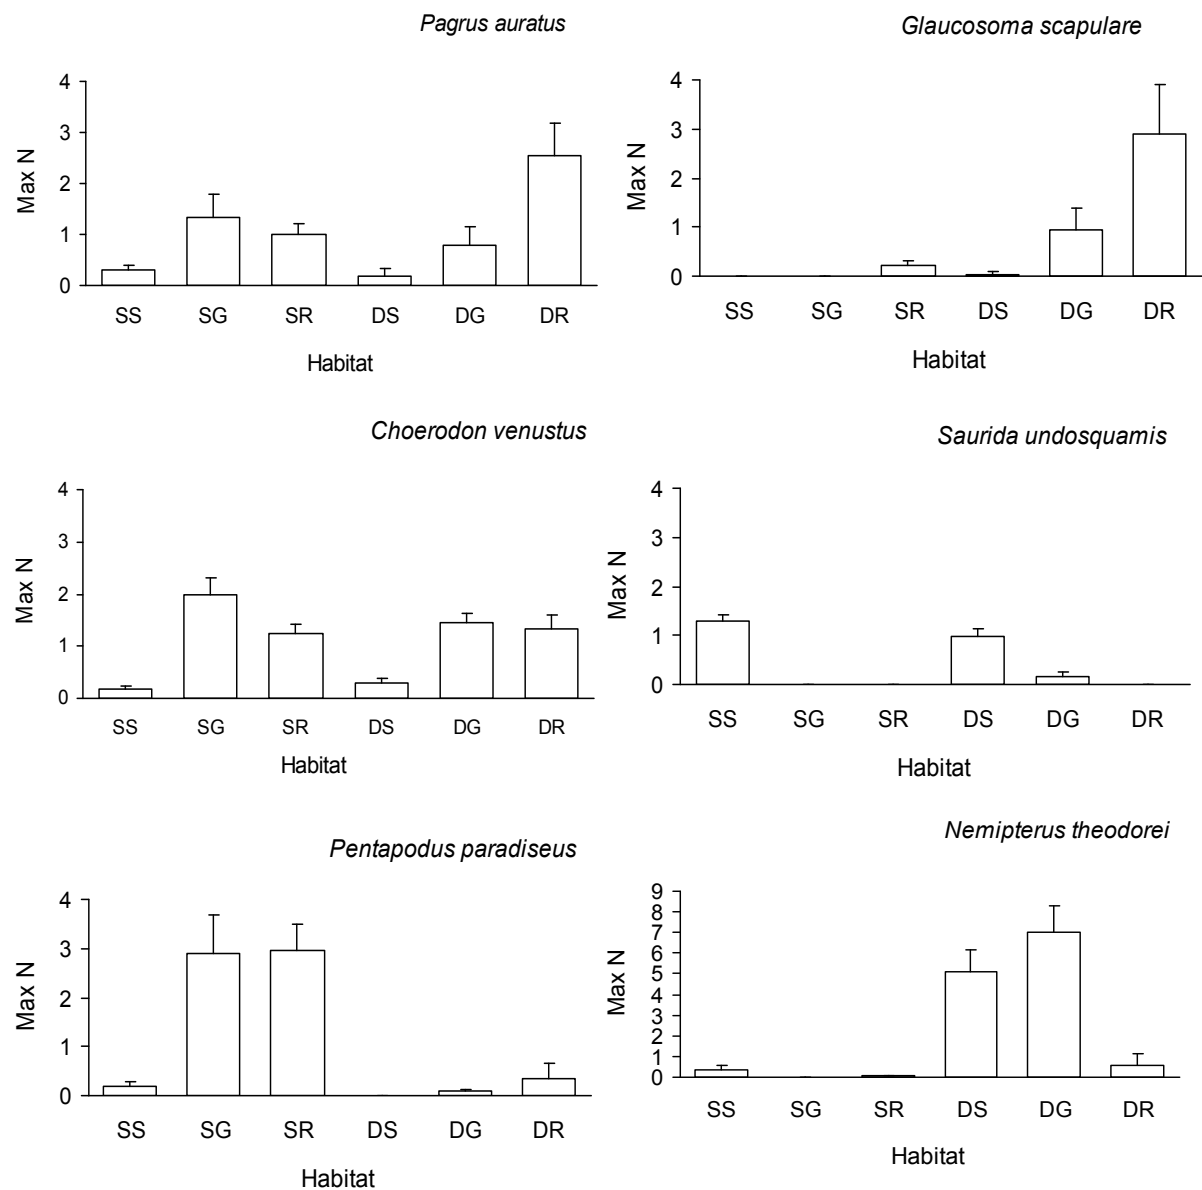 Pagrus auratus
4
3
2
1
0
Max N
SS SG SR DS DG DR
Habitat
Glaucosoma scapulare
4
3
2
1
0
Max N
SS SG SR DS DG DR
Habitat
Choerodon venustus
4
3
2
1
0
Max N
SS SG SR DS DG DR
Habitat
Saurida undosquamis
4
3
2
1
0
Max N
SS SG SR DS DG DR
Habitat
Pentapodus paradiseus
4
3
2
1
0
Max N
SS SG SR DS DG DR
Habitat
Nemipterus theodorei
9
8
7
6
5
4
3
2
1
0
Max N
SS SG SR DS DG DR
Habitat